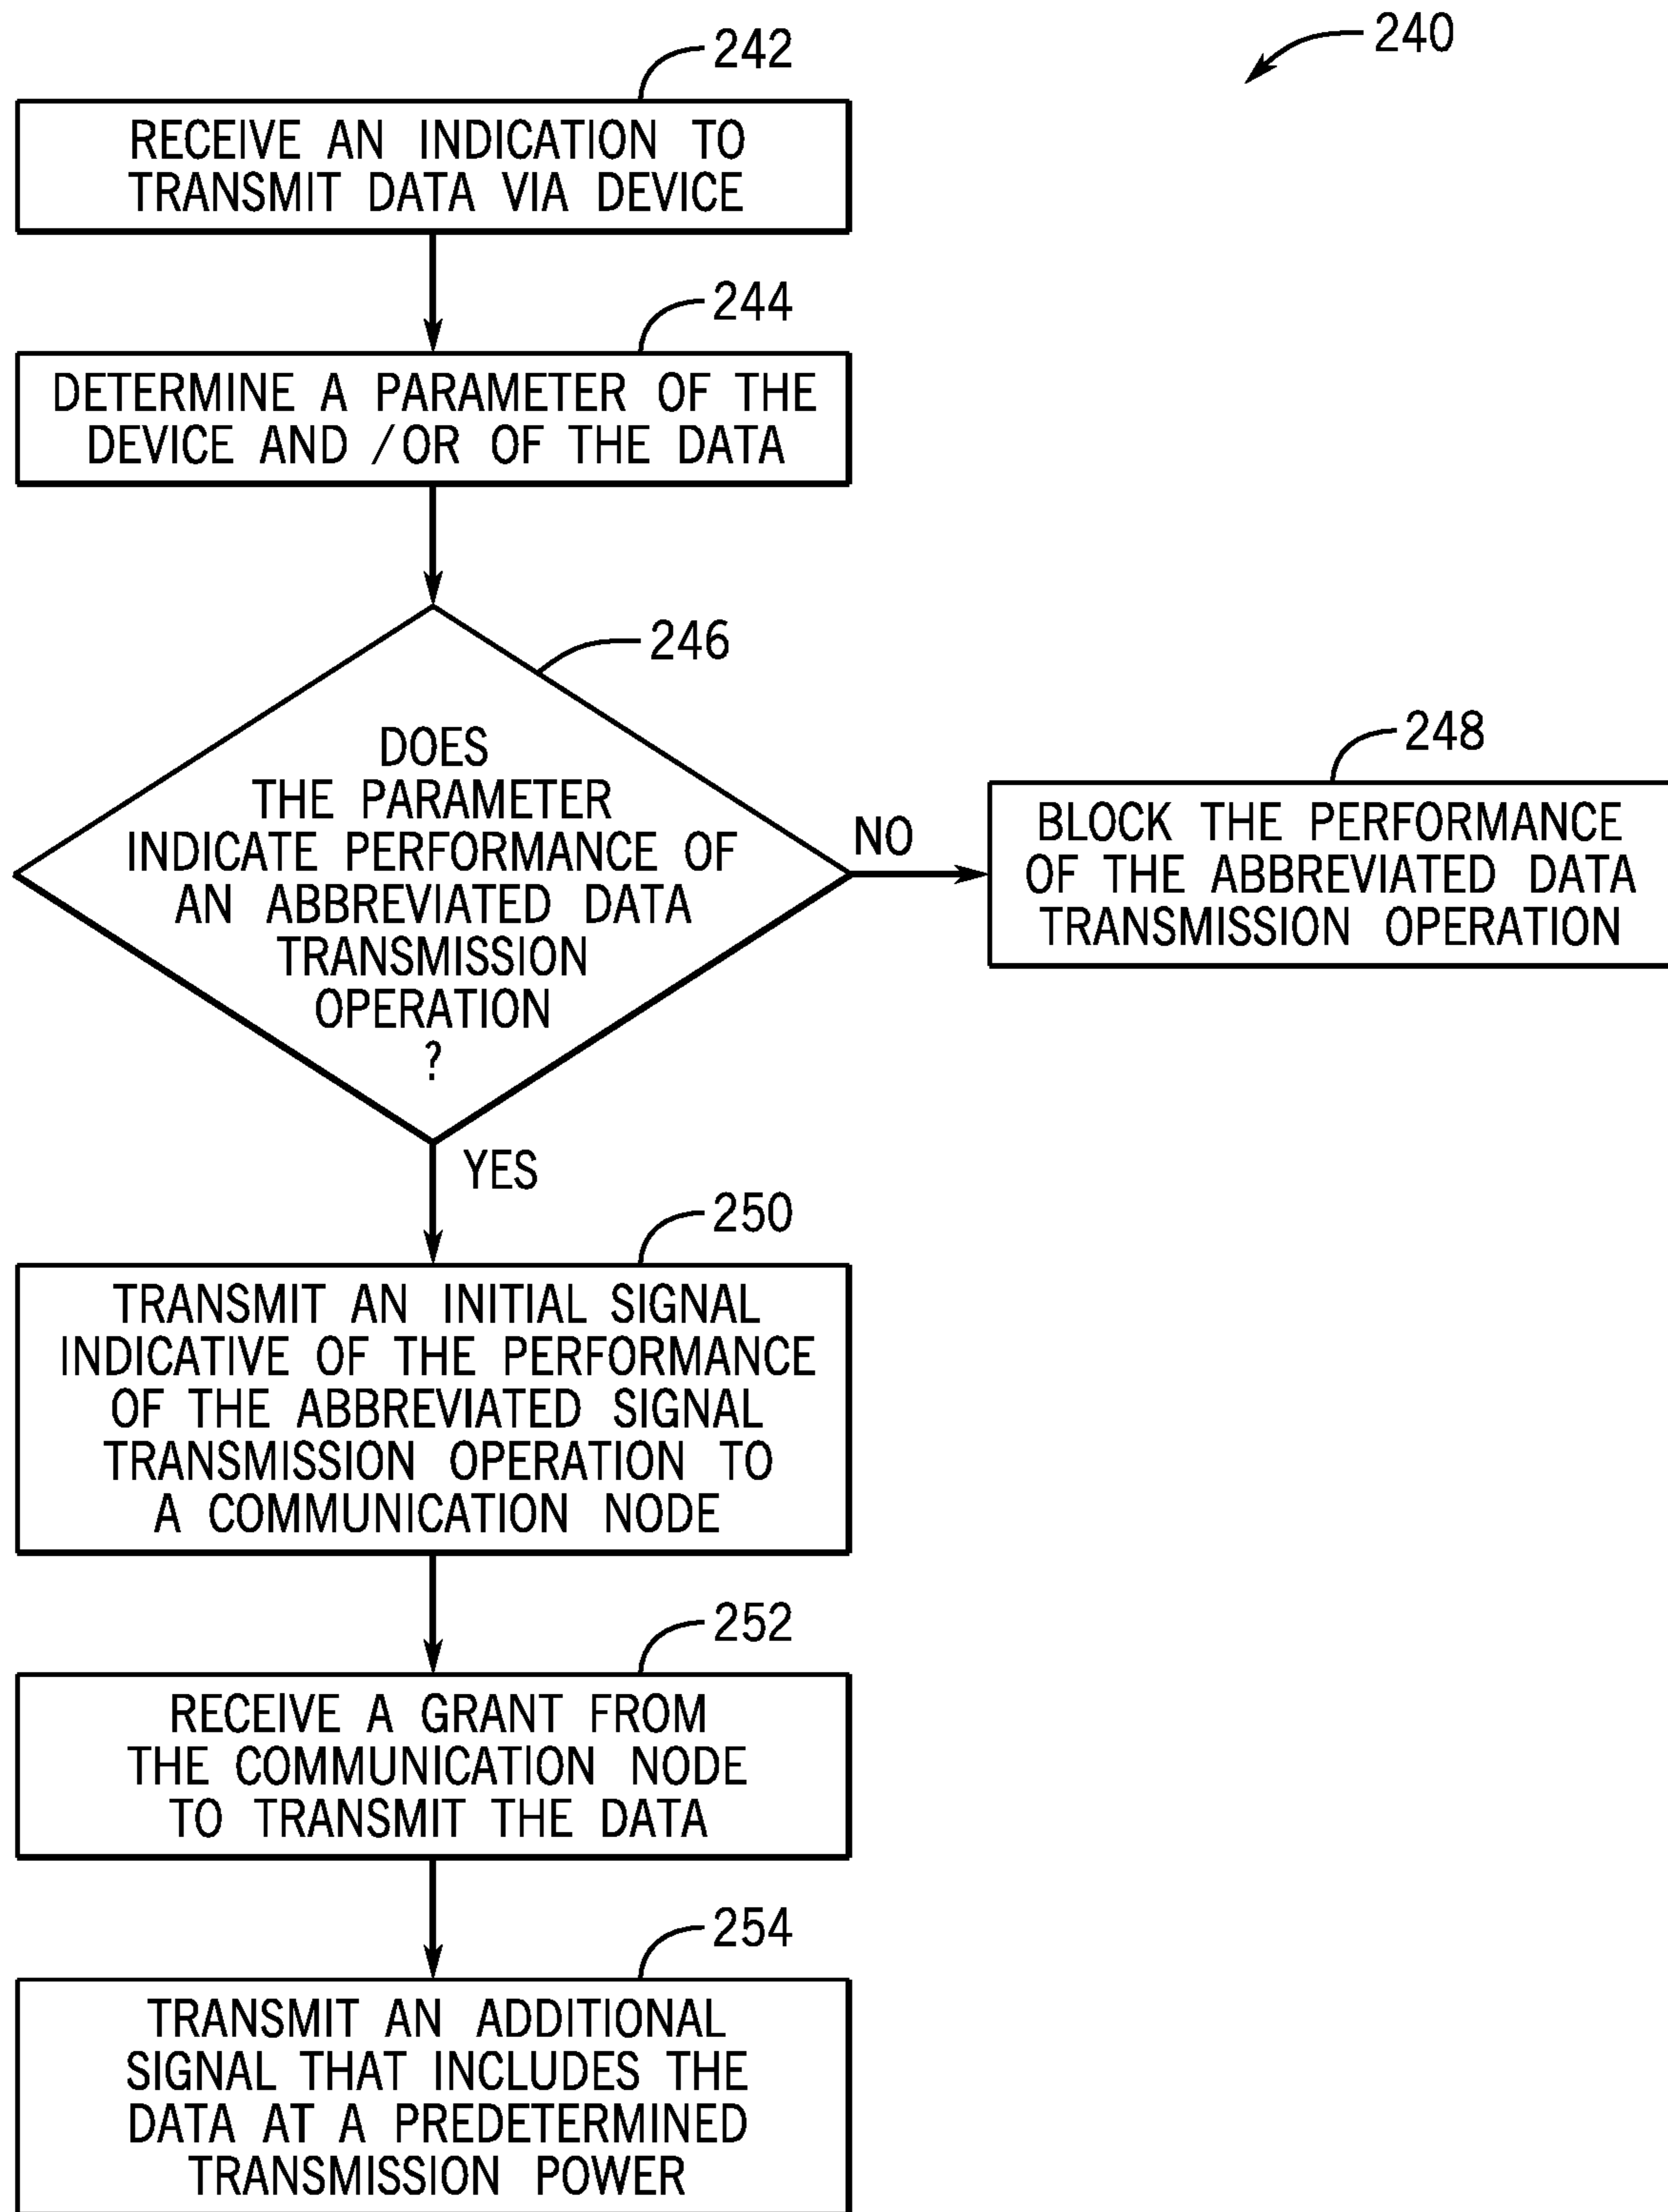 240
242
RECEIVE AN INDICATION TO
TRANSMIT DATA VIA DEVICE
244
DETERMINE A PARAMETER OF THE
DEVICE AND /OR OF THE DATA
246
DOES
THE PARAMETER
INDICATE PERFORMANCE OF
AN ABBREVIATED DATA
TRANSMISSION
OPERATION
?
NO
248
BLOCK THE PERFORMANCE
OF THE ABBREVIATED DATA
TRANSMISSION OPERATION
YES
250
TRANSMIT AN INITIAL SIGNAL
INDICATIVE OF THE PERFORMANCE
OF THE ABBREVIATED SIGNAL
TRANSMISSION OPERATION TO
A COMMUNICATION NODE
252
RECEIVE A GRANT FROM
THE COMMUNICATION NODE
TO TRANSMIT THE DATA
254
TRANSMIT AN ADDITIONAL
SIGNAL THAT INCLUDES THE
DATA AT A PREDETERMINED
TRANSMISSION POWER